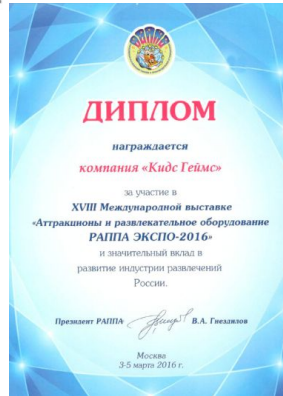 РАППА
ДИПЛОМ
награждается
компания «Кидс Геймс»
за участие в
XVIII Международной выставке
«Аттракционы и развлекательное оборудование
РАППА ЭКСПО-2016»
и значительный вклад в
развитие индустрии развлечений
России.
Президент РАППА В.А. Гнездилов
Москва
3-5 марта 2016 г.